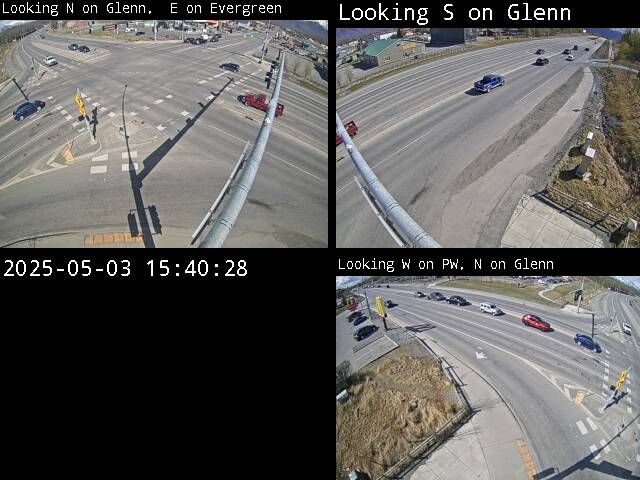 Looking N on Glenn,  E on Evergreen
Looking S on Glenn
2025-05-03 15:40:28
Looking W on PW, N on Glenn